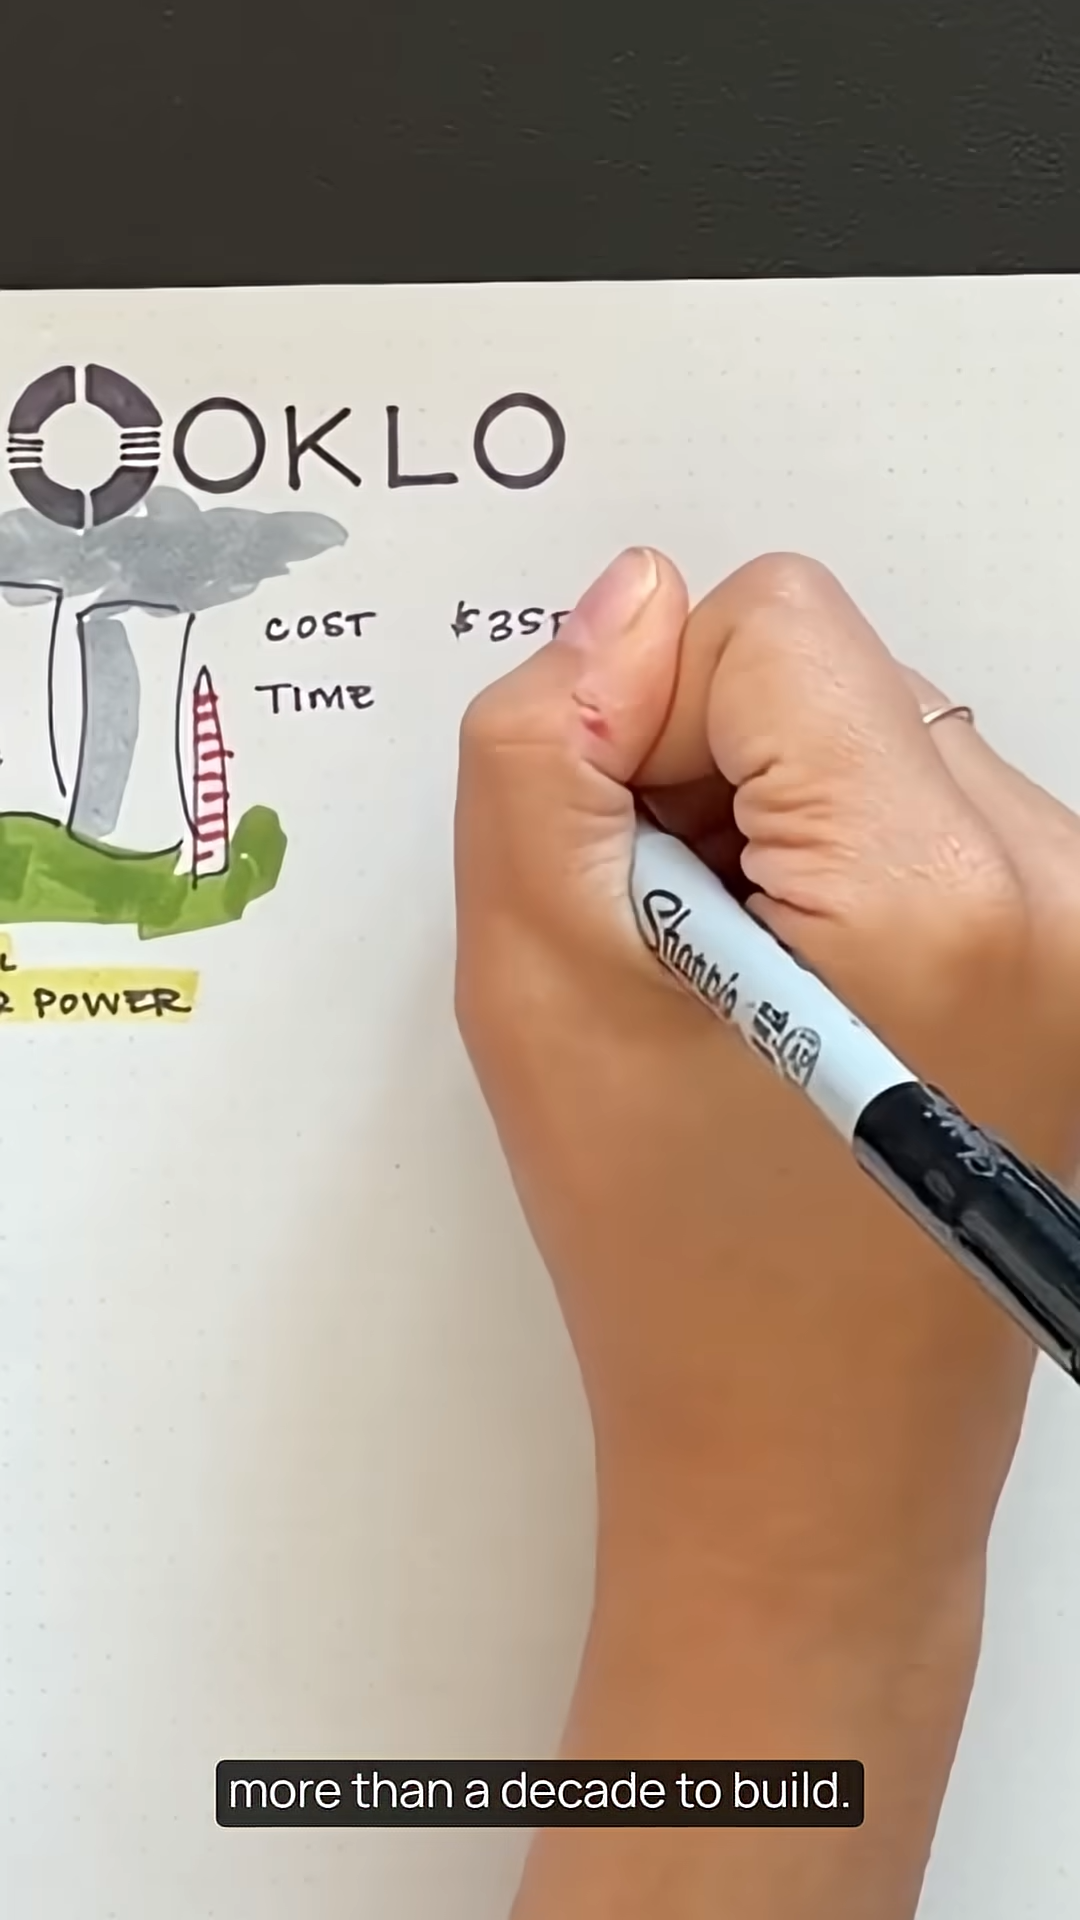 OKLO
COST $35
TIME
POWER
Sharpie
more than a decade to build.